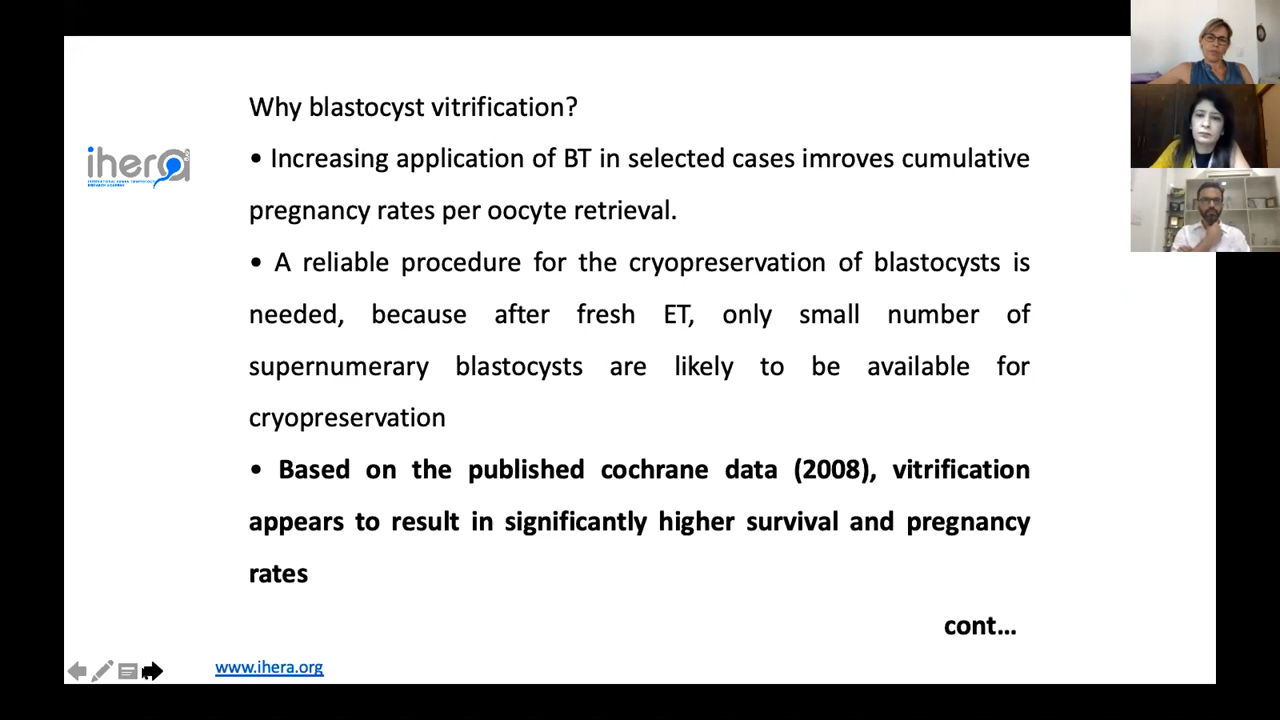 Why blastocyst vitrification?
ihera
• Increasing application of BT in selected cases imroves cumulative
pregnancy rates per oocyte retrieval.
• A reliable procedure for the cryopreservation of blastocysts is
needed, because after fresh ET, only small number of
supernumerary blastocysts are likely to be available for
cryopreservation
• Based on the published cochrane data (2008), vitrification
appears to result in significantly higher survival and pregnancy
rates
cont...
www.ihera.org